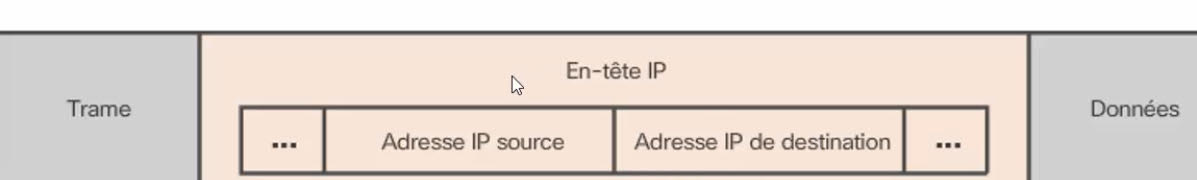 En-tête IP
Trame
Données
... Adresse IP source Adresse IP de destination ...